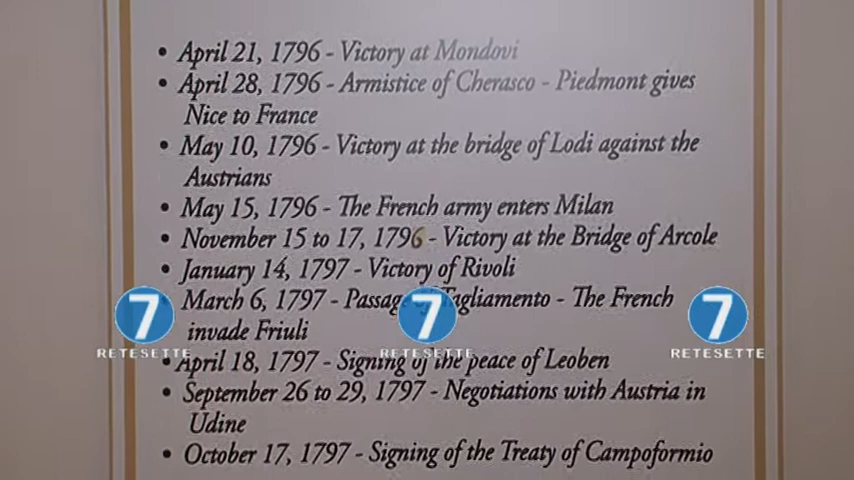 • April 21, 1796 - Victory at Mondovi
• April 28, 1796 - Armistice of Cherasco - Piedmont gives
Nice to France
• May 10, 1796 - Victory at the bridge of Lodi against the
Austrians
• May 15, 1796 - The French army enters Milan
• November 15 to 17, 1796 - Victory at the Bridge of Arcole
• January 14, 1797 - Victory of Rivoli
• March 6, 1797 - Passage of Tagliamento - The French
invade Friuli
7 7 7
RETESETTE RETESETTE RETESETTE
• April 18, 1797 - Signing of the peace of Leoben
• September 26 to 29, 1797 - Negotiations with Austria in
Udine
• October 17, 1797 - Signing of the Treaty of Campoformio